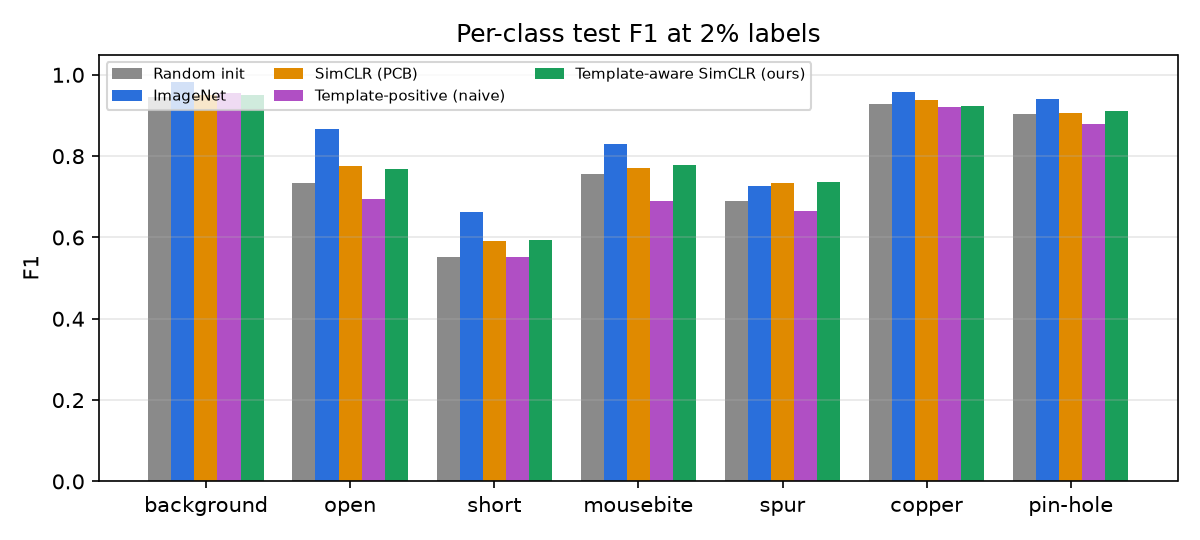 Per-class test F1 at 2% labels
Random init
ImageNet
SimCLR (PCB)
Template-positive (naive)
Template-aware SimCLR (ours)
F1
1.0
0.8
0.6
0.4
0.2
0.0
background open short mousebite spur copper pin-hole